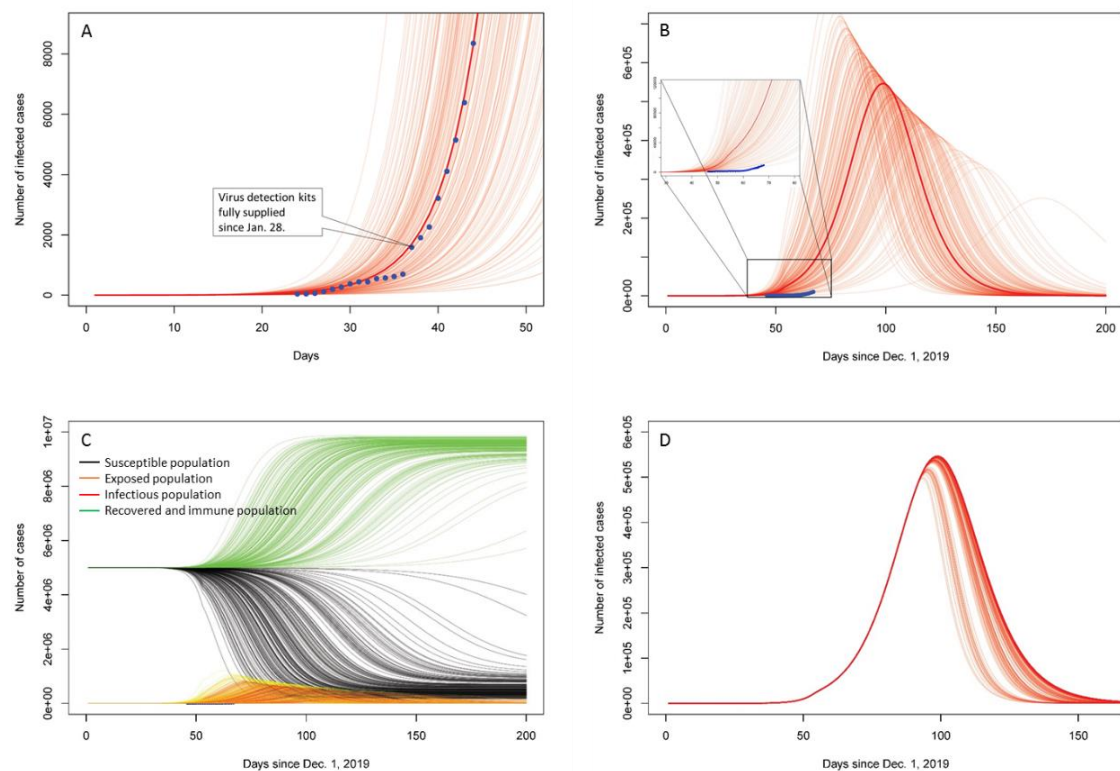 A
Number of infected cases
8000
6000
4000
2000
0
Virus detection kits
fully supplied
since Jan. 28.
0 10 20 30 40 50
Days
B
Number of infected cases
6e+05
4e+05
2e+05
0e+00
0 50 100 150 200
Days since Dec. 1, 2019
C
Number of cases
1e+07
8e+06
6e+06
4e+06
2e+06
0e+00
Susceptible population
Exposed population
Infectious population
Recovered and immune population
0 50 100 150 200
Days since Dec. 1, 2019
D
Number of infected cases
6e+05
5e+05
4e+05
3e+05
2e+05
1e+05
0e+00
0 50 100 150
Days since Dec. 1, 2019